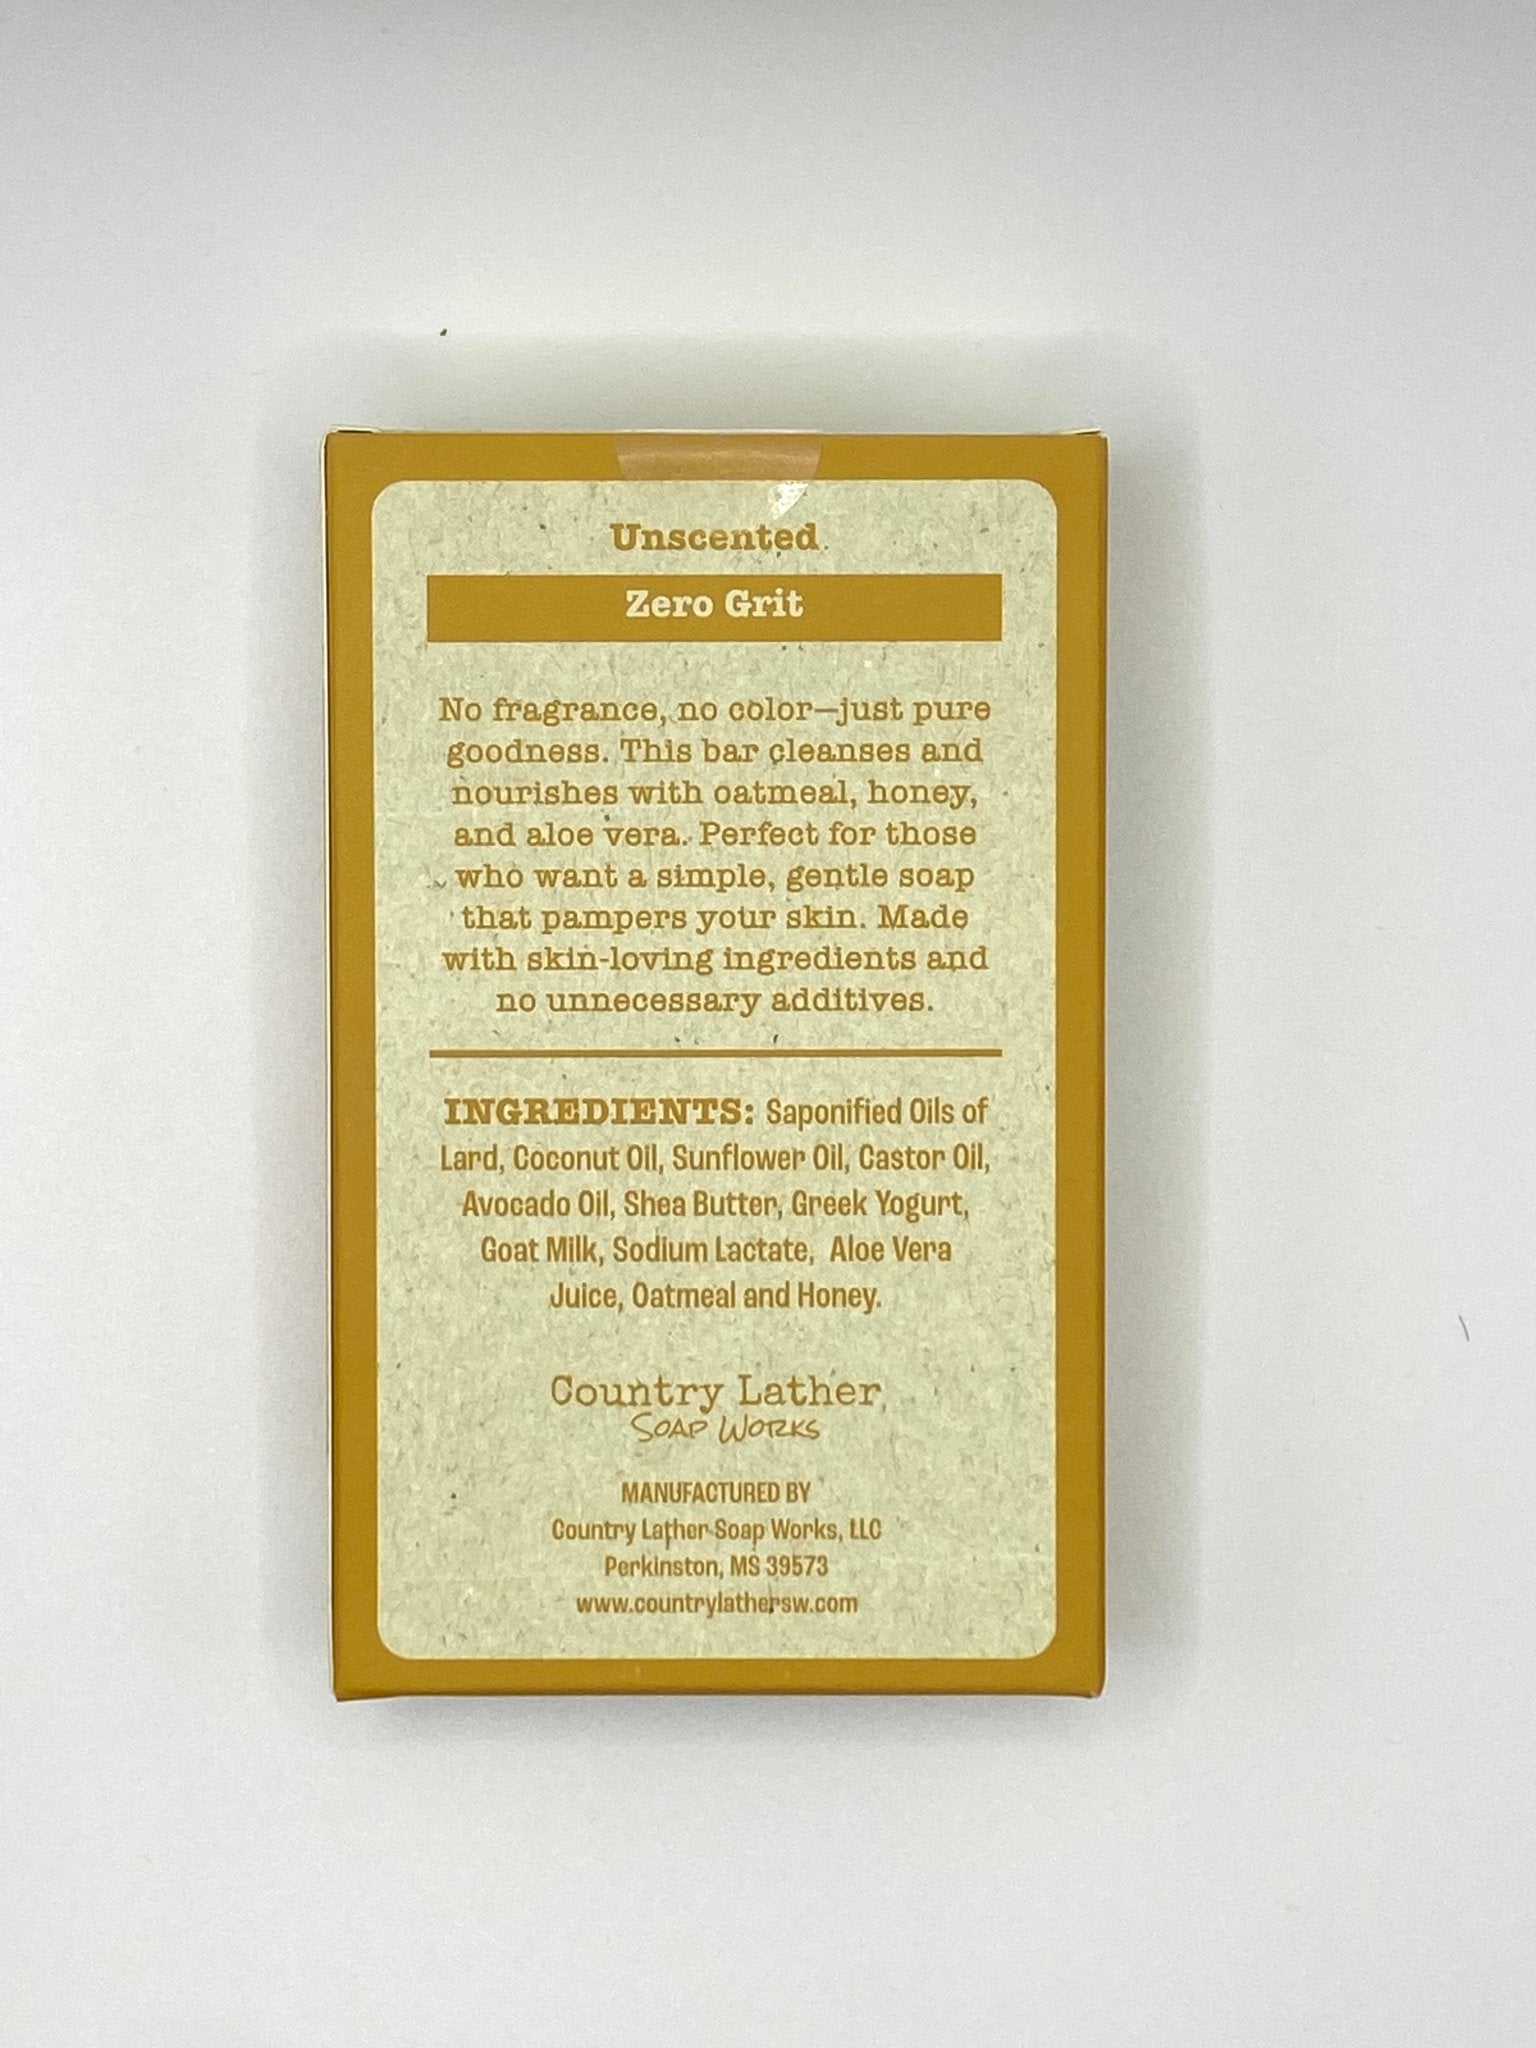 Unscented
Zero Grit
No fragrance, no color—just pure
goodness. This bar cleanses and
nourishes with oatmeal, honey,
and aloe vera. Perfect for those
who want a simple, gentle soap
that pampers your skin. Made
with skin-loving ingredients and
no unnecessary additives.
INGREDIENTS: Saponified Oils of
Lard, Coconut Oil, Sunflower Oil, Castor Oil,
Avocado Oil, Shea Butter, Greek Yogurt,
Goat Milk, Sodium Lactate, Aloe Vera
Juice, Oatmeal and Honey.
Country Lather
SOAP WORKS
MANUFACTURED BY
Country Lather Soap Works, LLC
Perkinston, MS 39573
www.countrylathersw.com